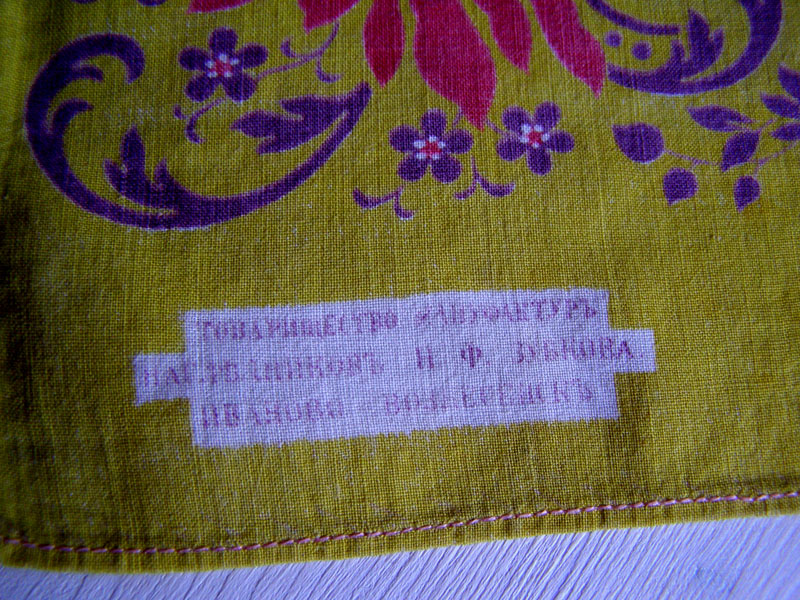 ТОВАРИЩЕСТВО МАНУФАКТУРЪ
НАСЛѢДНИКОВЪ Н. Ф. ЗУБКОВА.
ИВАНОВО ВОЗНЕСЕНСКЪ